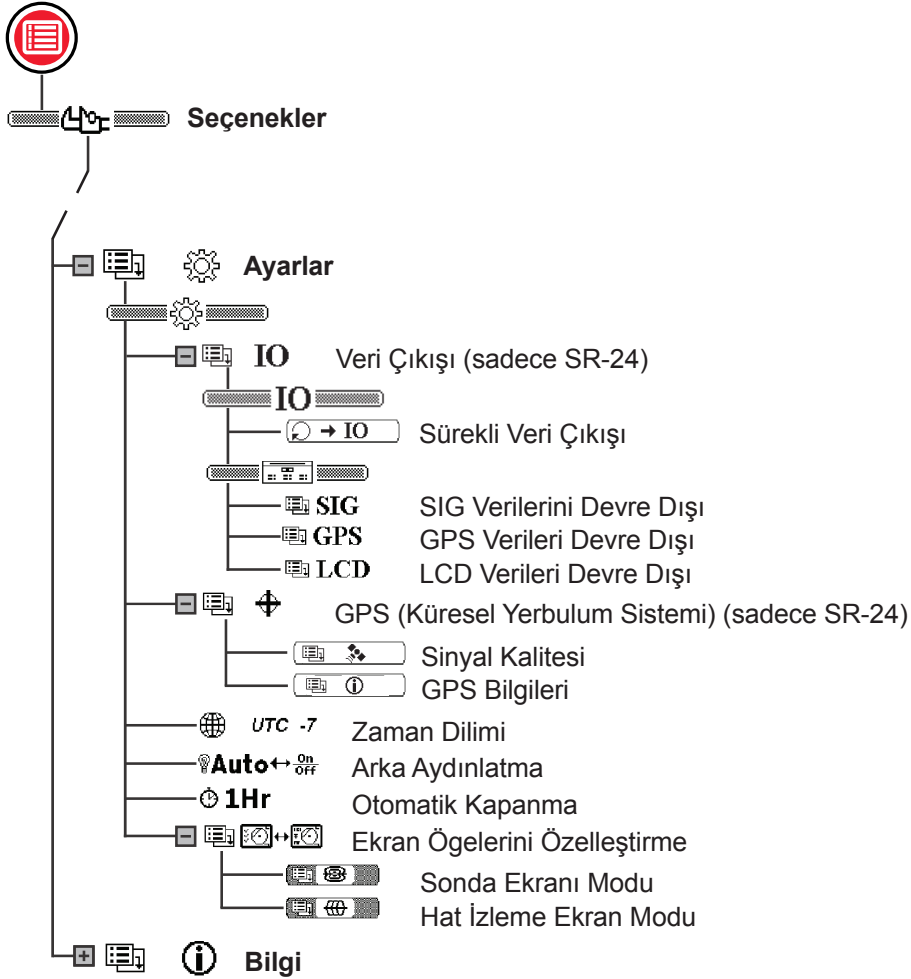 Seçenekler
Ayarlar
IO Veri Çıkışı (sadece SR-24)
IO
IO Sürekli Veri Çıkışı
SIG SIG Verilerini Devre Dışı
GPS GPS Verileri Devre Dışı
LCD LCD Verileri Devre Dışı
GPS (Küresel Yerbulum Sistemi) (sadece SR-24)
Sinyal Kalitesi
GPS Bilgileri
UTC -7 Zaman Dilimi
Auto On Off Arka Aydınlatma
1Hr Otomatik Kapanma
Ekran Ögelerini Özelleştirme
Sonda Ekranı Modu
Hat İzleme Ekran Modu
Bilgi